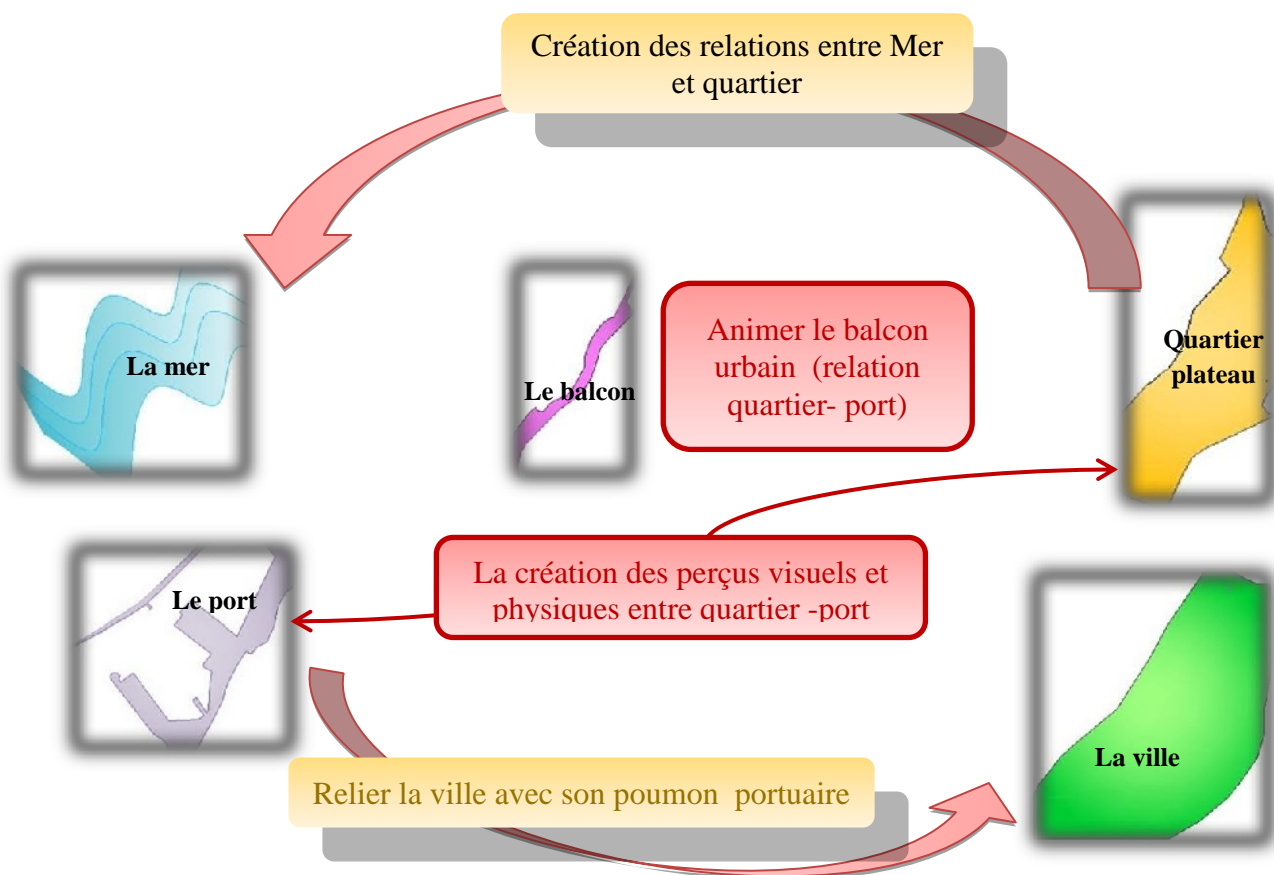 Création des relations entre Mer
et quartier
La mer
Le balcon
Animer le balcon
urbain (relation
quartier- port)
Quartier
plateau
La création des perçus visuels et
physiques entre quartier -port
Le port
La ville
Relier la ville avec son poumon portuaire